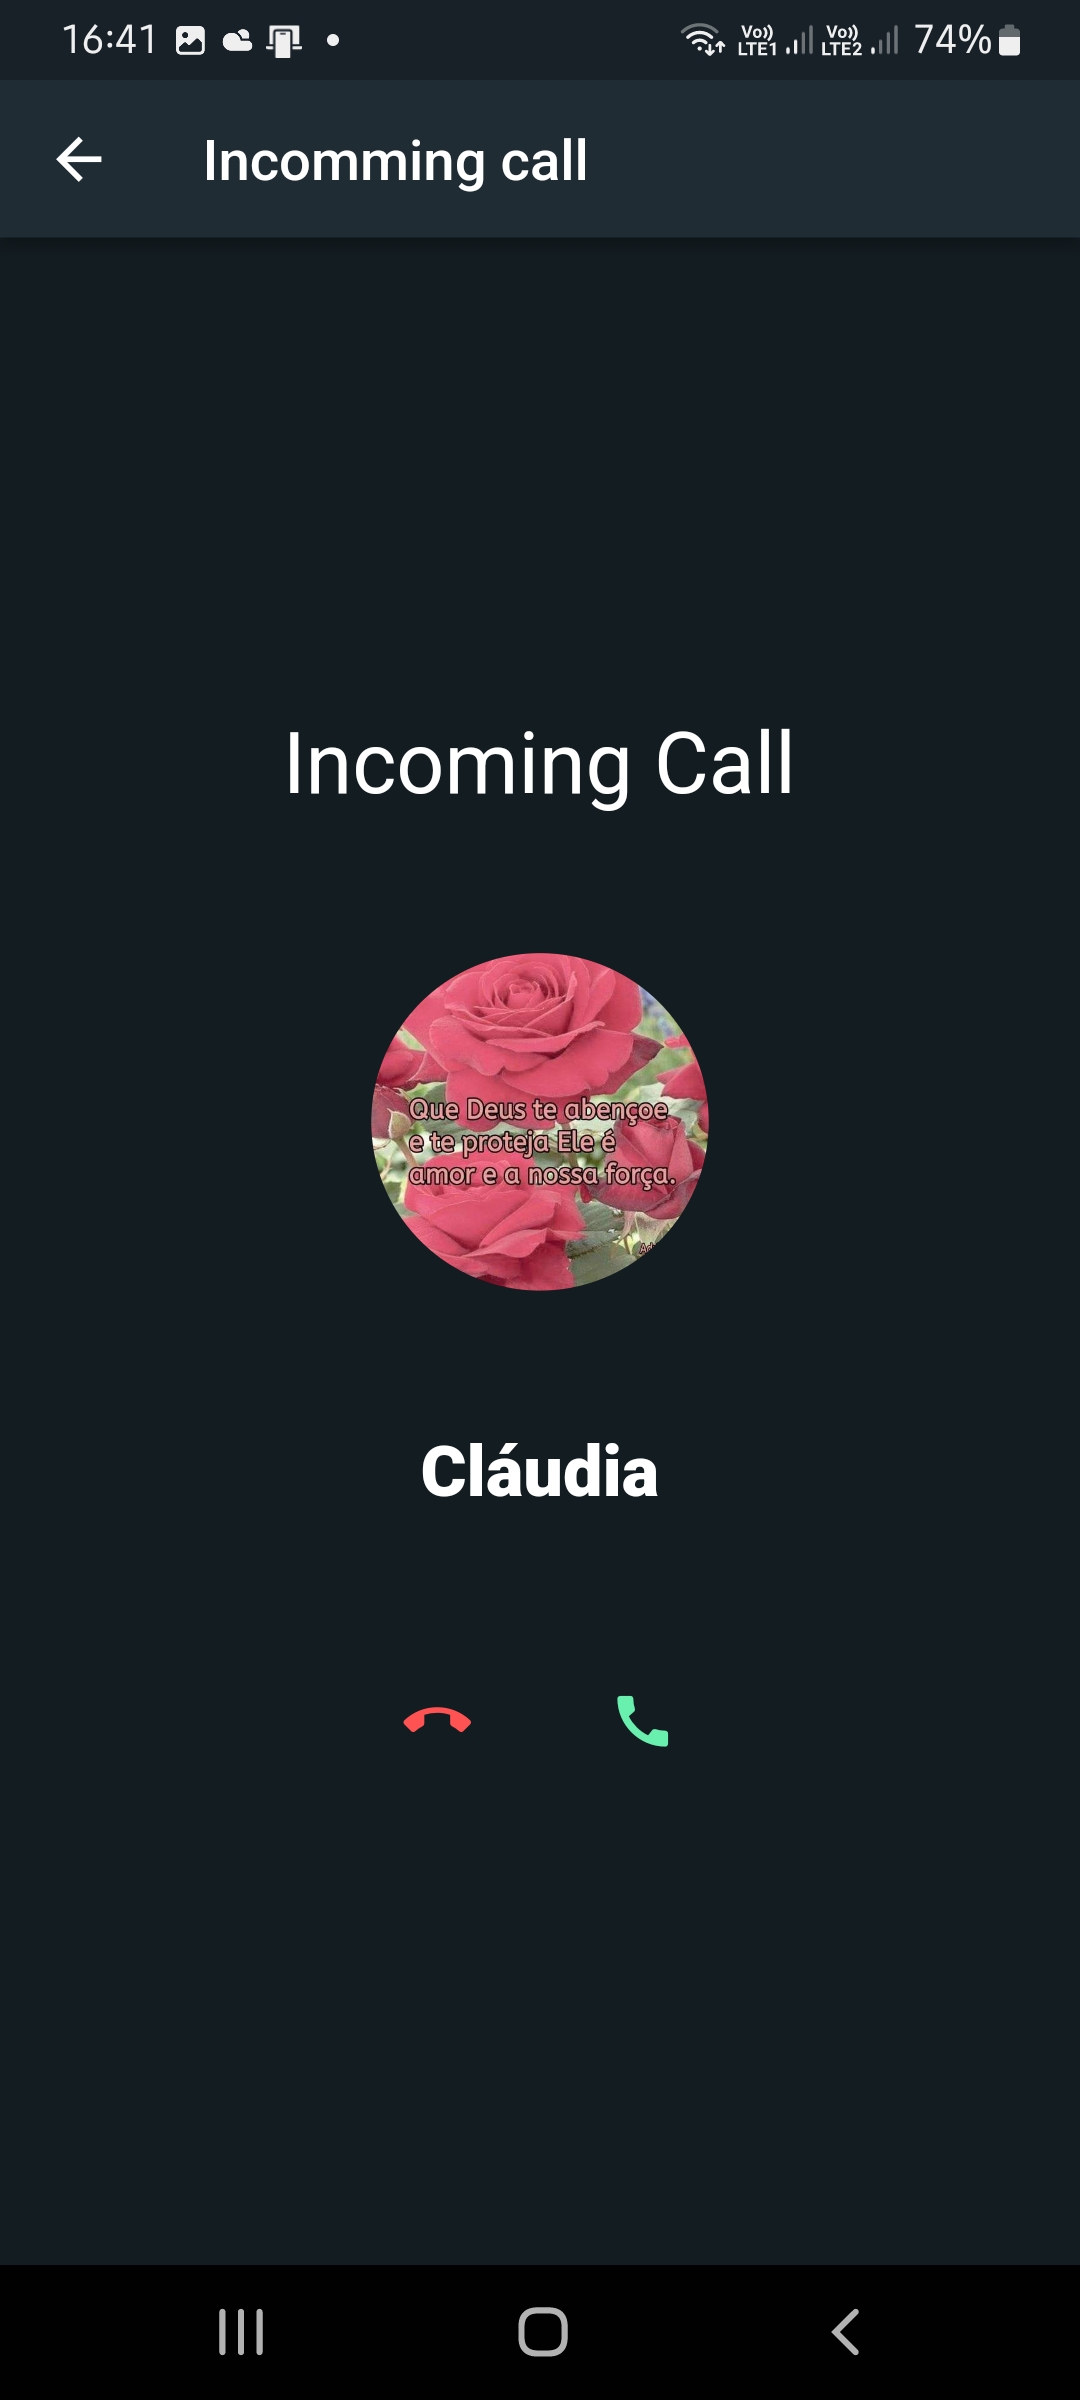 16:41
Vo)) LTE1 Vo)) LTE2 74%
Incomming call
Incoming Call
Que Deus te abençoe
e te proteja Ele é
amor e a nossa força.
Cláudia